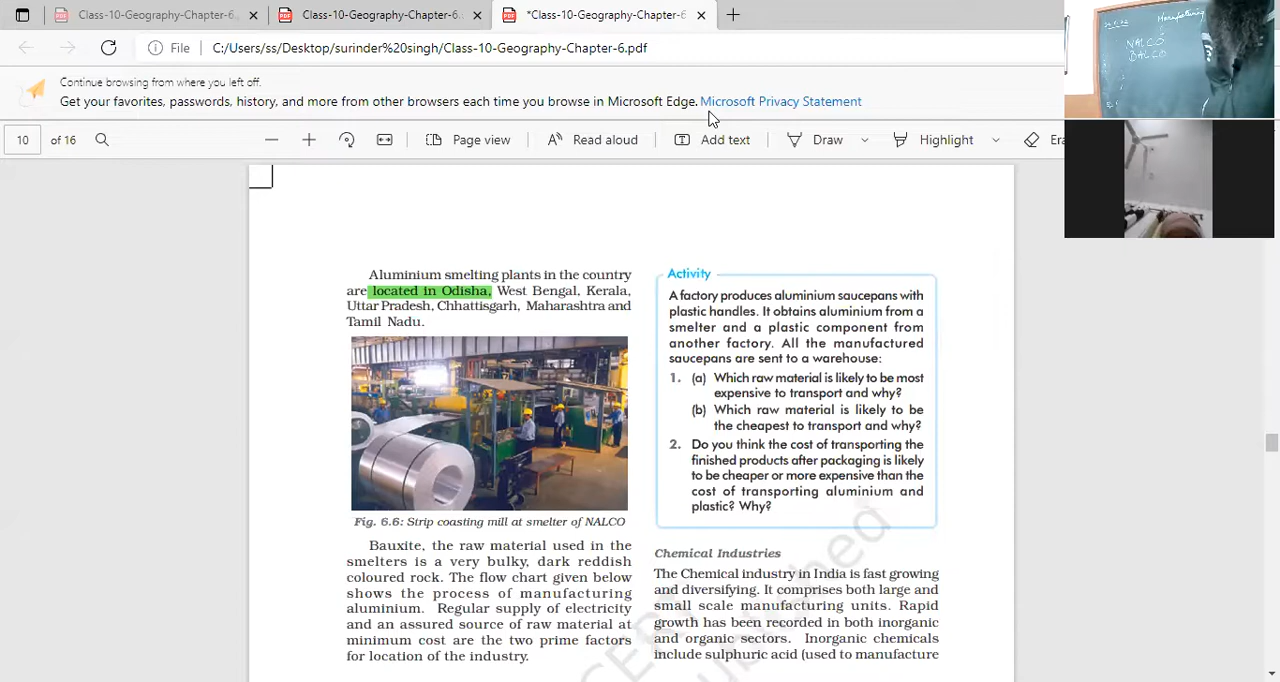 Class-10-Geography-Chapter-6.
Class-10-Geography-Chapter-6.
*Class-10-Geography-Chapter-6
File
C:/Users/ss/Desktop/surinder%20singh/Class-10-Geography-Chapter-6.pdf
Continue browsing from where you left off.
Get your favorites, passwords, history, and more from other browsers each time you browse in Microsoft Edge. Microsoft Privacy Statement
10 of 16
Page view
Read aloud
Add text
Draw
Highlight
Era
NALCO
BALCO
Aluminium smelting plants in the country
are located in Odisha, West Bengal, Kerala,
Uttar Pradesh, Chhattisgarh, Maharashtra and
Tamil Nadu.
Fig. 6.6: Strip coasting mill at smelter of NALCO
Bauxite, the raw material used in the
smelters is a very bulky, dark reddish
coloured rock. The flow chart given below
shows the process of manufacturing
aluminium. Regular supply of electricity
and an assured source of raw material at
minimum cost are the two prime factors
for location of the industry.
Activity
A factory produces aluminium saucepans with
plastic handles. It obtains aluminium from a
smelter and a plastic component from
another factory. All the manufactured
saucepans are sent to a warehouse:
1. (a) Which raw material is likely to be most
expensive to transport and why?
(b) Which raw material is likely to be
the cheapest to transport and why?
2. Do you think the cost of transporting the
finished products after packaging is likely
to be cheaper or more expensive than the
cost of transporting aluminium and
plastic? Why?
Chemical Industries
The Chemical industry in India is fast growing
and diversifying. It comprises both large and
small scale manufacturing units. Rapid
growth has been recorded in both inorganic
and organic sectors. Inorganic chemicals
include sulphuric acid (used to manufacture